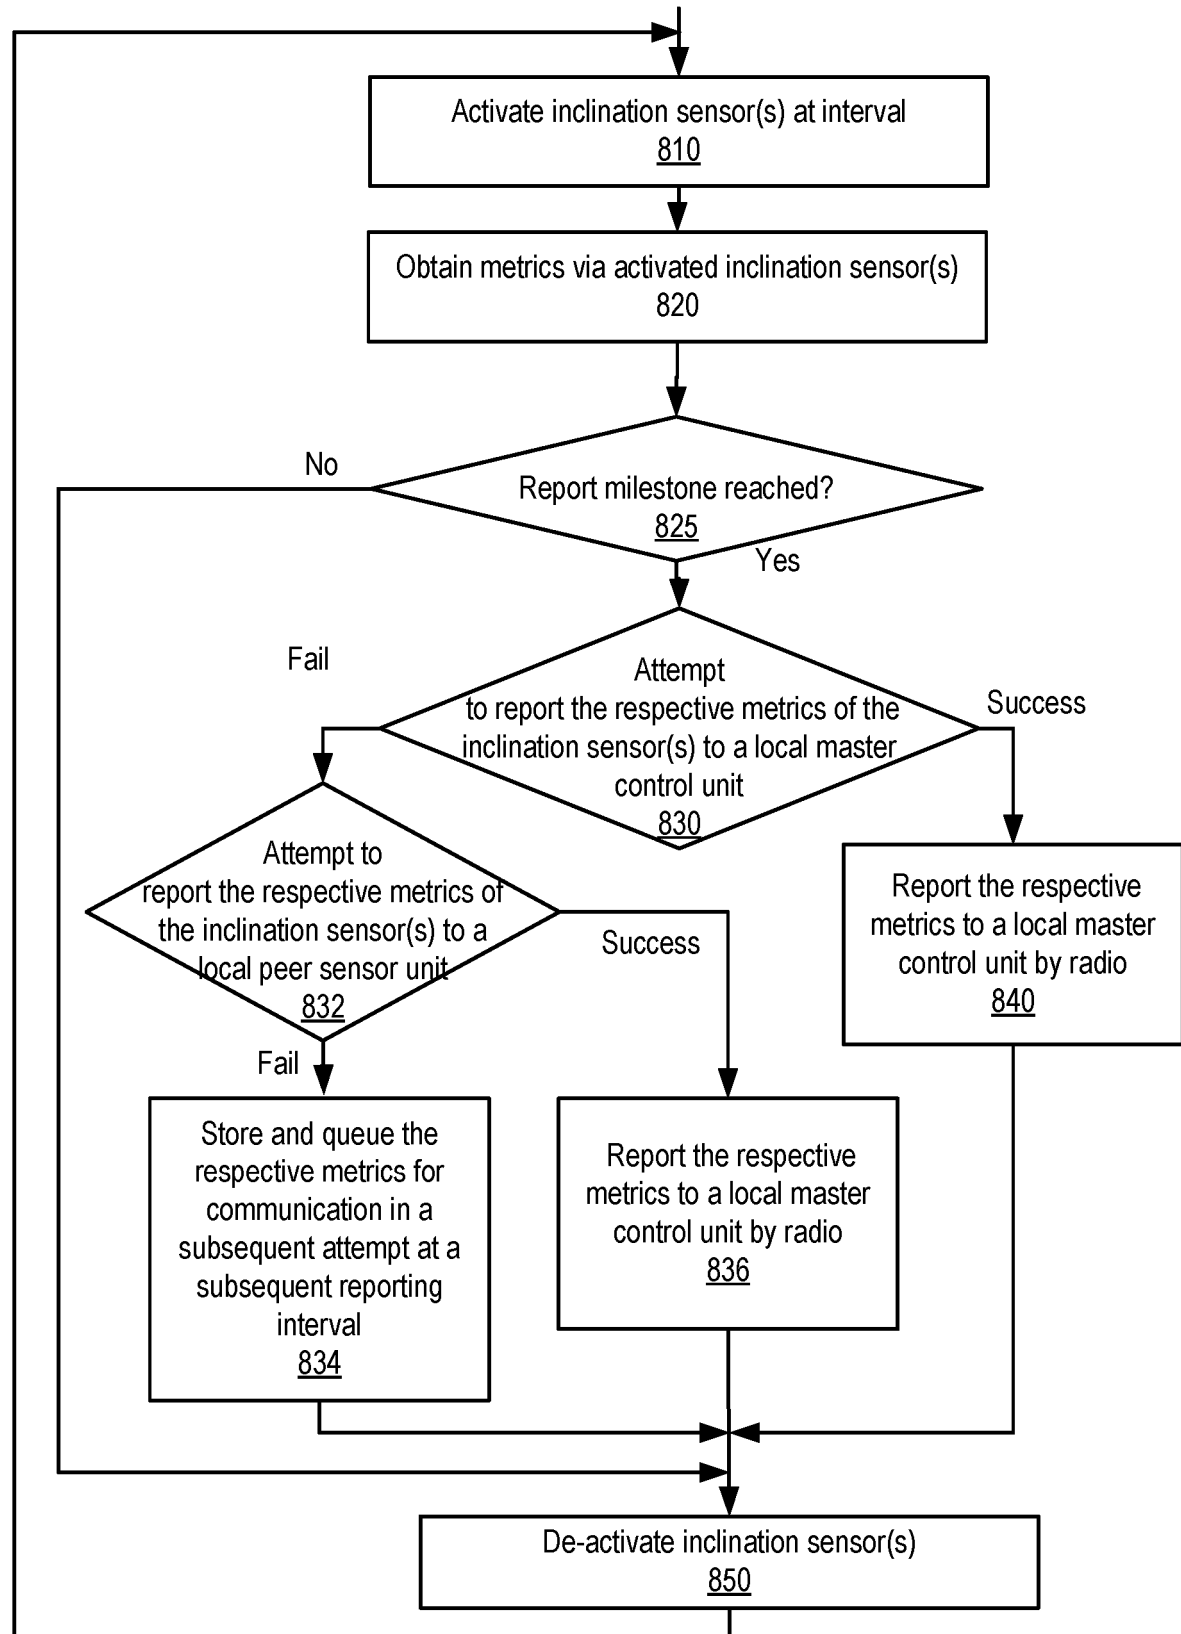 Activate inclination sensor(s) at interval
810
Obtain metrics via activated inclination sensor(s)
820
No
Report milestone reached?
825
Yes
Fail
Attempt
to report the respective metrics of the
inclination sensor(s) to a local master
control unit
830
Success
Attempt to
report the respective metrics of
the inclination sensor(s) to a
local peer sensor unit
832
Success
Report the respective
metrics to a local master
control unit by radio
840
Fail
Store and queue the
respective metrics for
communication in a
subsequent attempt at a
subsequent reporting
interval
834
Report the respective
metrics to a local master
control unit by radio
836
De-activate inclination sensor(s)
850